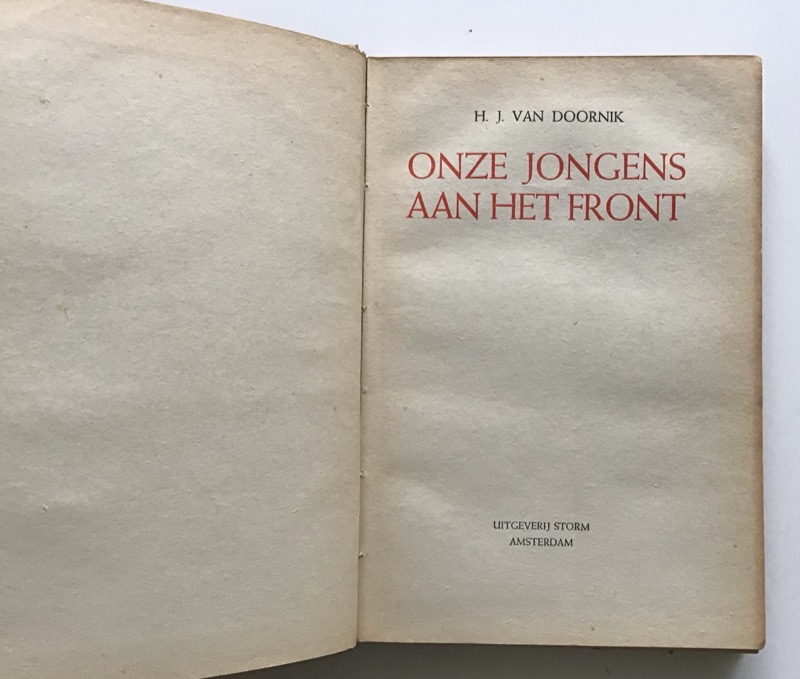 H. J. VAN DOORNIK
ONZE JONGENS
AAN HET FRONT
UITGEVERIJ STORM
AMSTERDAM